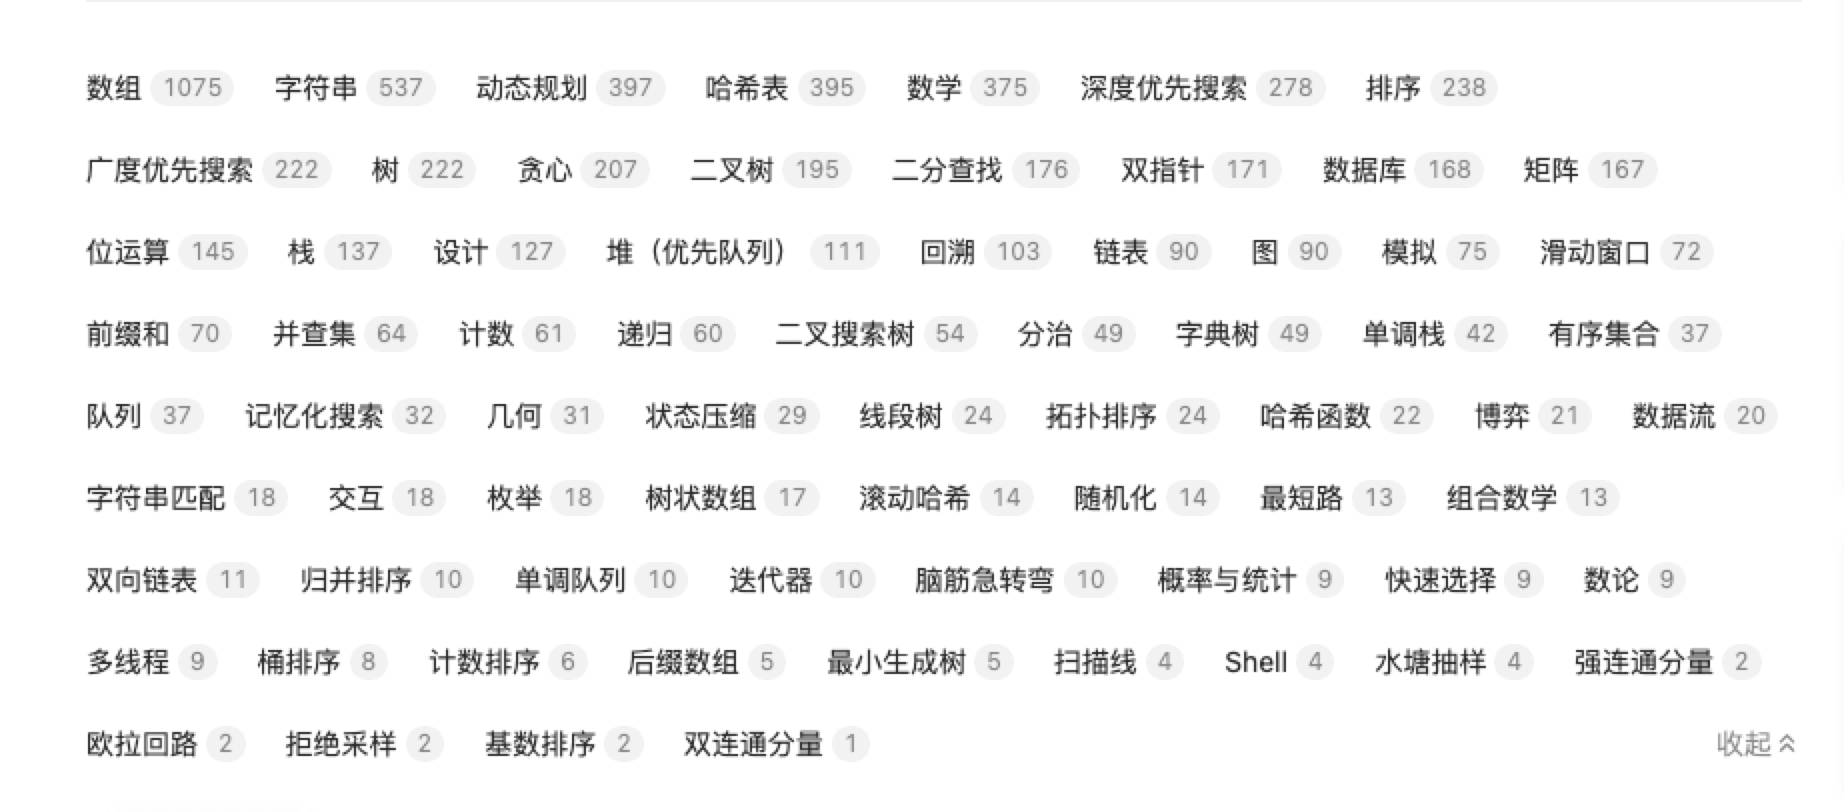 数组 1075 字符串 537 动态规划 397 哈希表 395 数学 375 深度优先搜索 278 排序 238
广度优先搜索 222 树 222 贪心 207 二叉树 195 二分查找 176 双指针 171 数据库 168 矩阵 167
位运算 145 栈 137 设计 127 堆（优先队列） 111 回溯 103 链表 90 图 90 模拟 75 滑动窗口 72
前缀和 70 并查集 64 计数 61 递归 60 二叉搜索树 54 分治 49 字典树 49 单调栈 42 有序集合 37
队列 37 记忆化搜索 32 几何 31 状态压缩 29 线段树 24 拓扑排序 24 哈希函数 22 博弈 21 数据流 20
字符串匹配 18 交互 18 枚举 18 树状数组 17 滚动哈希 14 随机化 14 最短路 13 组合数学 13
双向链表 11 归并排序 10 单调队列 10 迭代器 10 脑筋急转弯 10 概率与统计 9 快速选择 9 数论 9
多线程 9 桶排序 8 计数排序 6 后缀数组 5 最小生成树 5 扫描线 4 Shell 4 水塘抽样 4 强连通分量 2
欧拉回路 2 拒绝采样 2 基数排序 2 双连通分量 1 收起